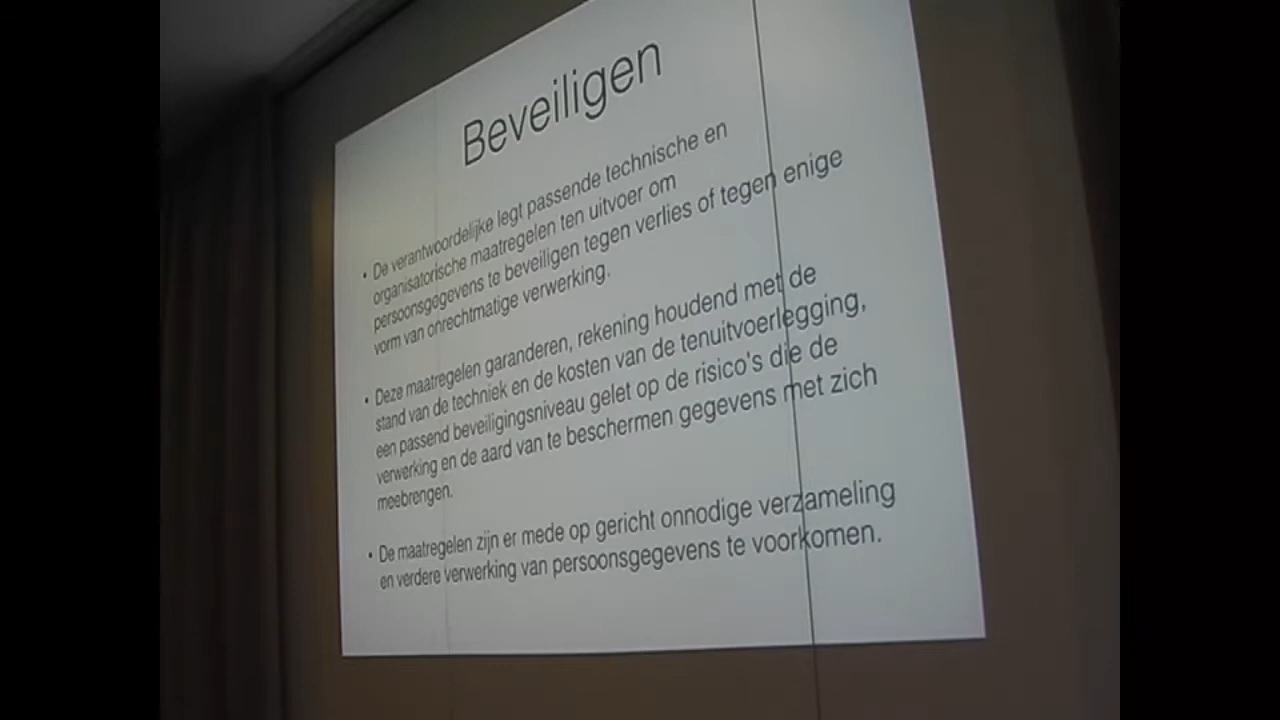 Beveiligen
• De verantwoordelijke legt passende technische en
organisatorische maatregelen ten uitvoer om
persoonsgegevens te beveiligen tegen verlies of tegen enige
vorm van onrechtmatige verwerking.
• Deze maatregelen garanderen, rekening houdend met de
stand van de techniek en de kosten van de tenuitvoerlegging,
een passend beveiligingsniveau gelet op de risico's die de
verwerking en de aard van te beschermen gegevens met zich
meebrengen.
• De maatregelen zijn er mede op gericht onnodige verzameling
en verdere verwerking van persoonsgegevens te voorkomen.